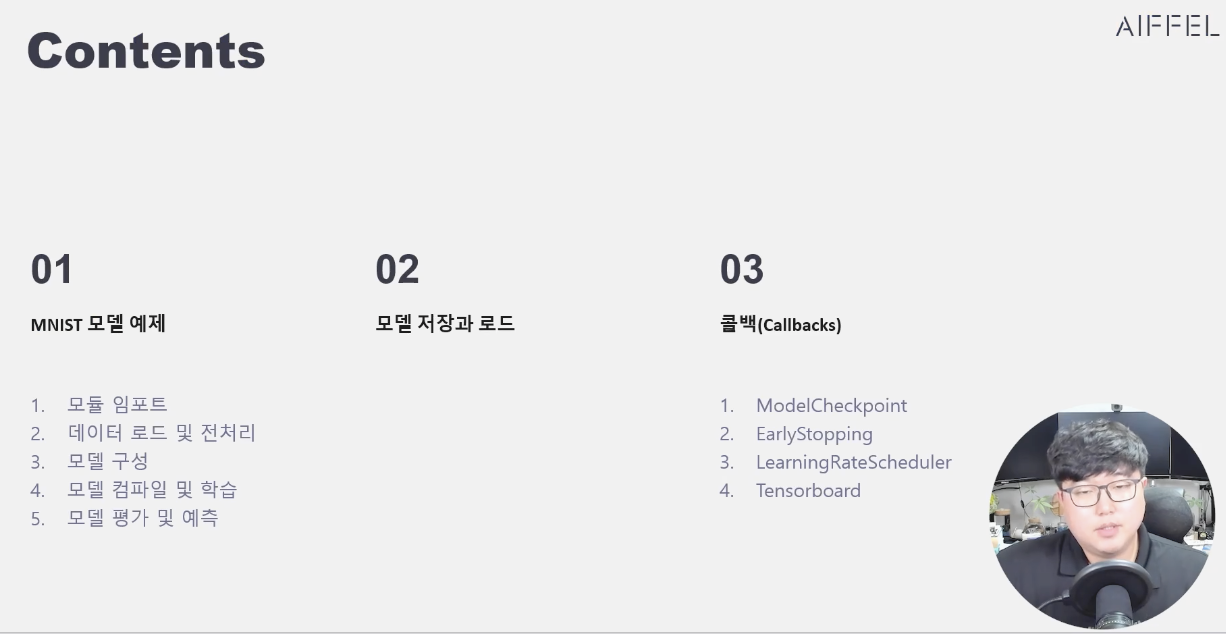 Contents
AIFFEL
01
MNIST 모델 예제
1. 모듈 임포트
2. 데이터 로드 및 전처리
3. 모델 구성
4. 모델 컴파일 및 학습
5. 모델 평가 및 예측
02
모델 저장과 로드
03
콜백(Callbacks)
1. ModelCheckpoint
2. EarlyStopping
3. LearningRateScheduler
4. Tensorboard